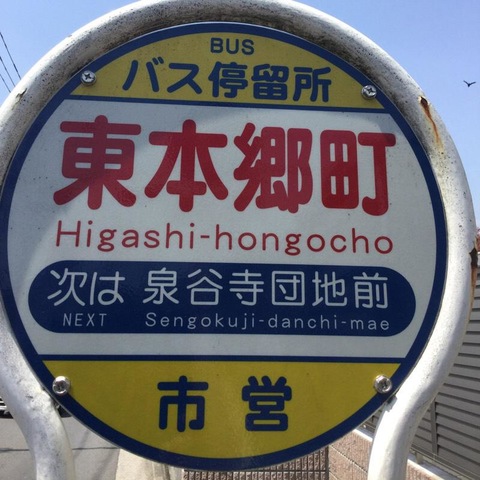 BUS
バス停留所
東本郷町
Higashi-hongocho
次は 泉谷寺団地前
NEXT Sengokuji-danchi-mae
市営